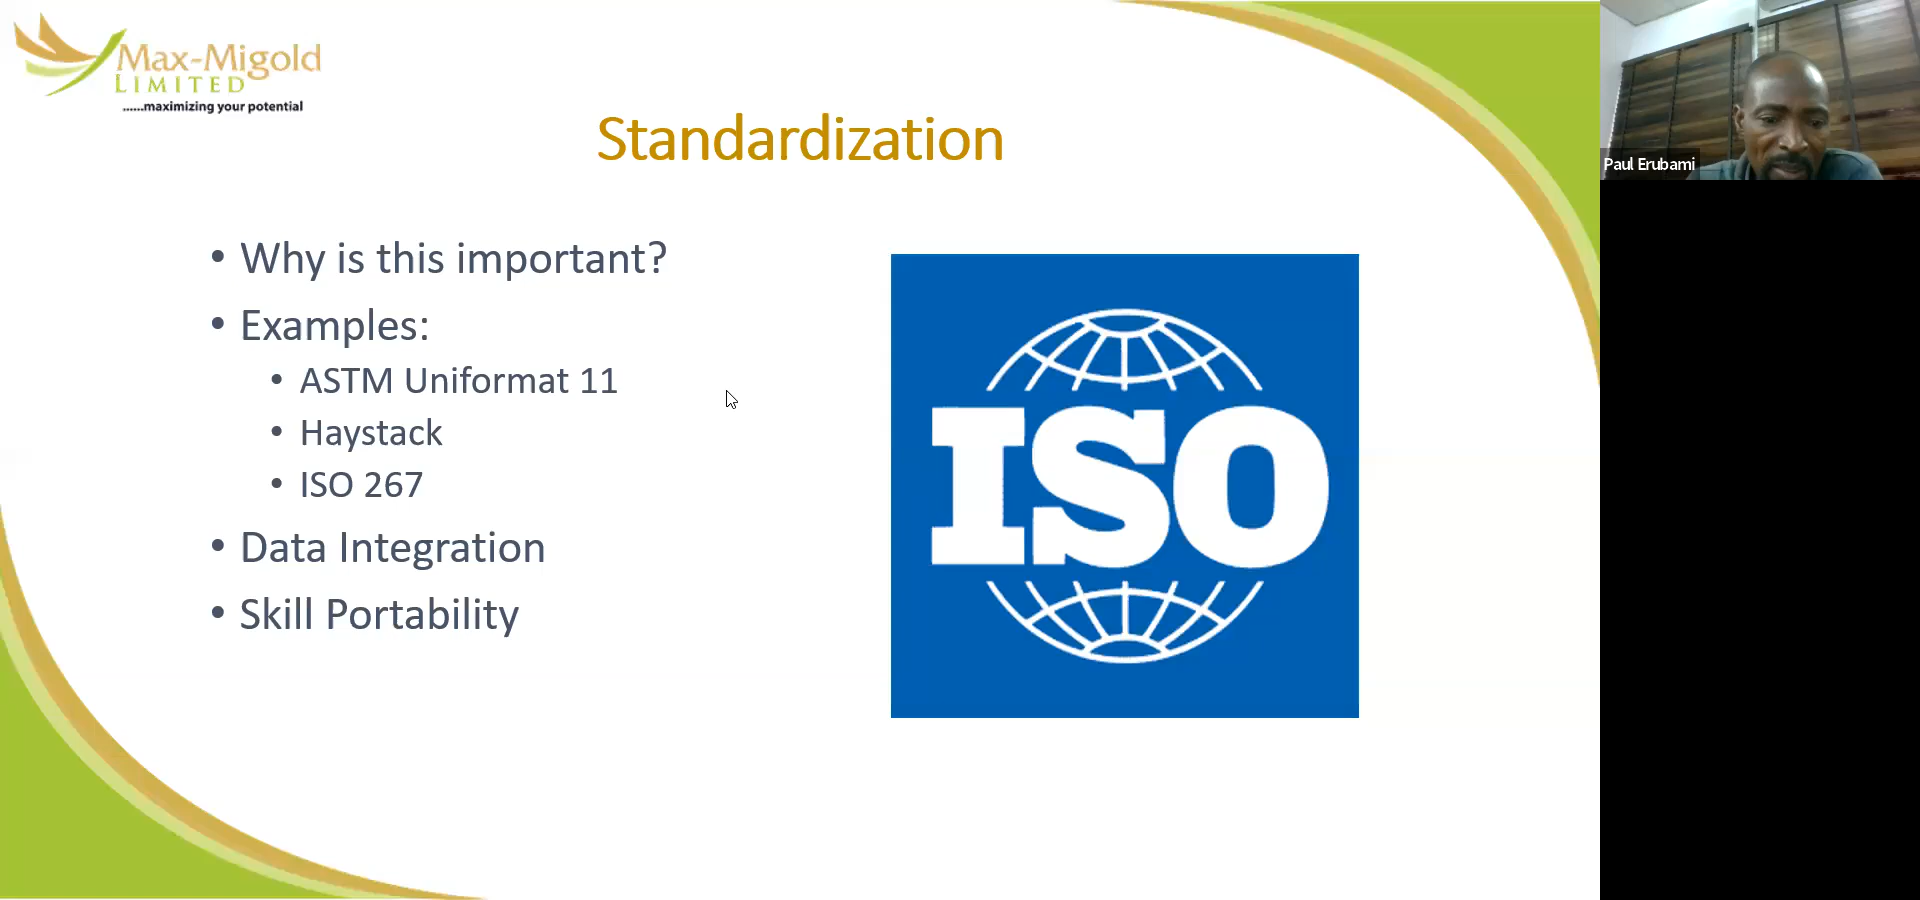 Max-Migold
LIMITED
......maximizing your potential
Standardization
• Why is this important?
• Examples:
• ASTM Uniformat 11
• Haystack
• ISO 267
• Data Integration
• Skill Portability
ISO
Paul Erubami